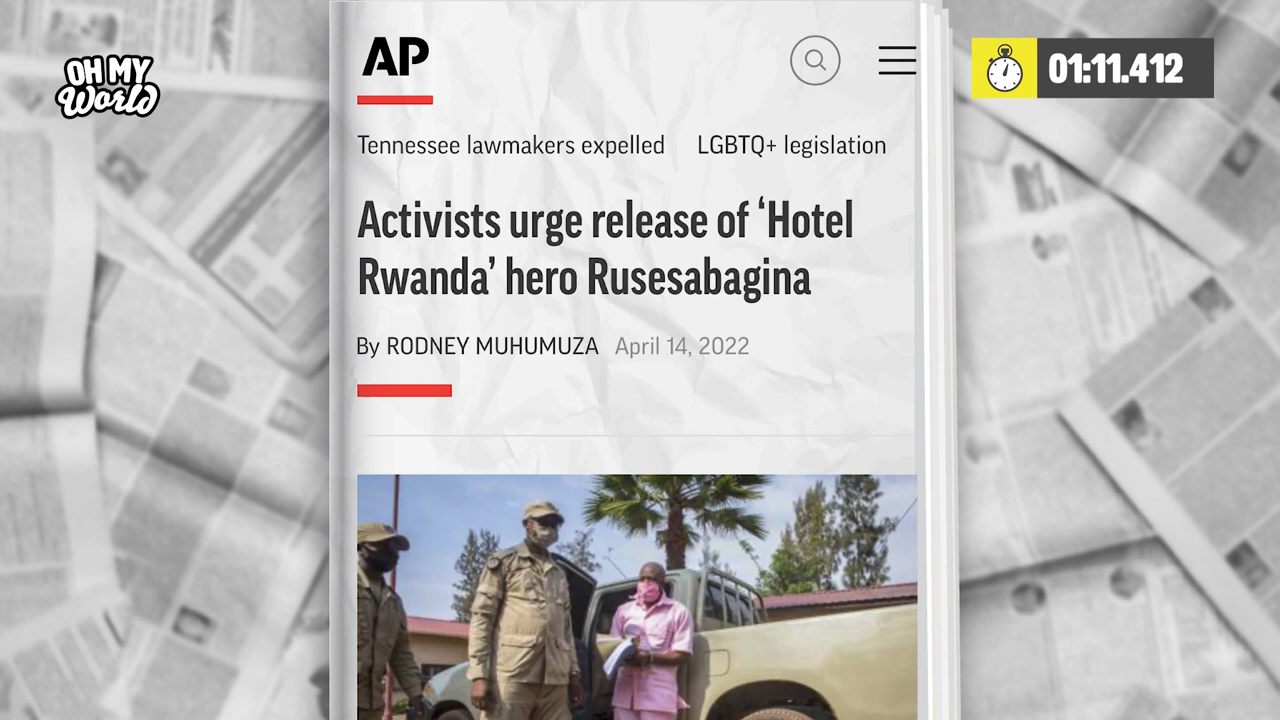 OH MY
World
AP
01:11.412
Tennessee lawmakers expelled LGBTQ+ legislation
Activists urge release of ‘Hotel
Rwanda’ hero Rusesabagina
By RODNEY MUHUMUZA April 14, 2022